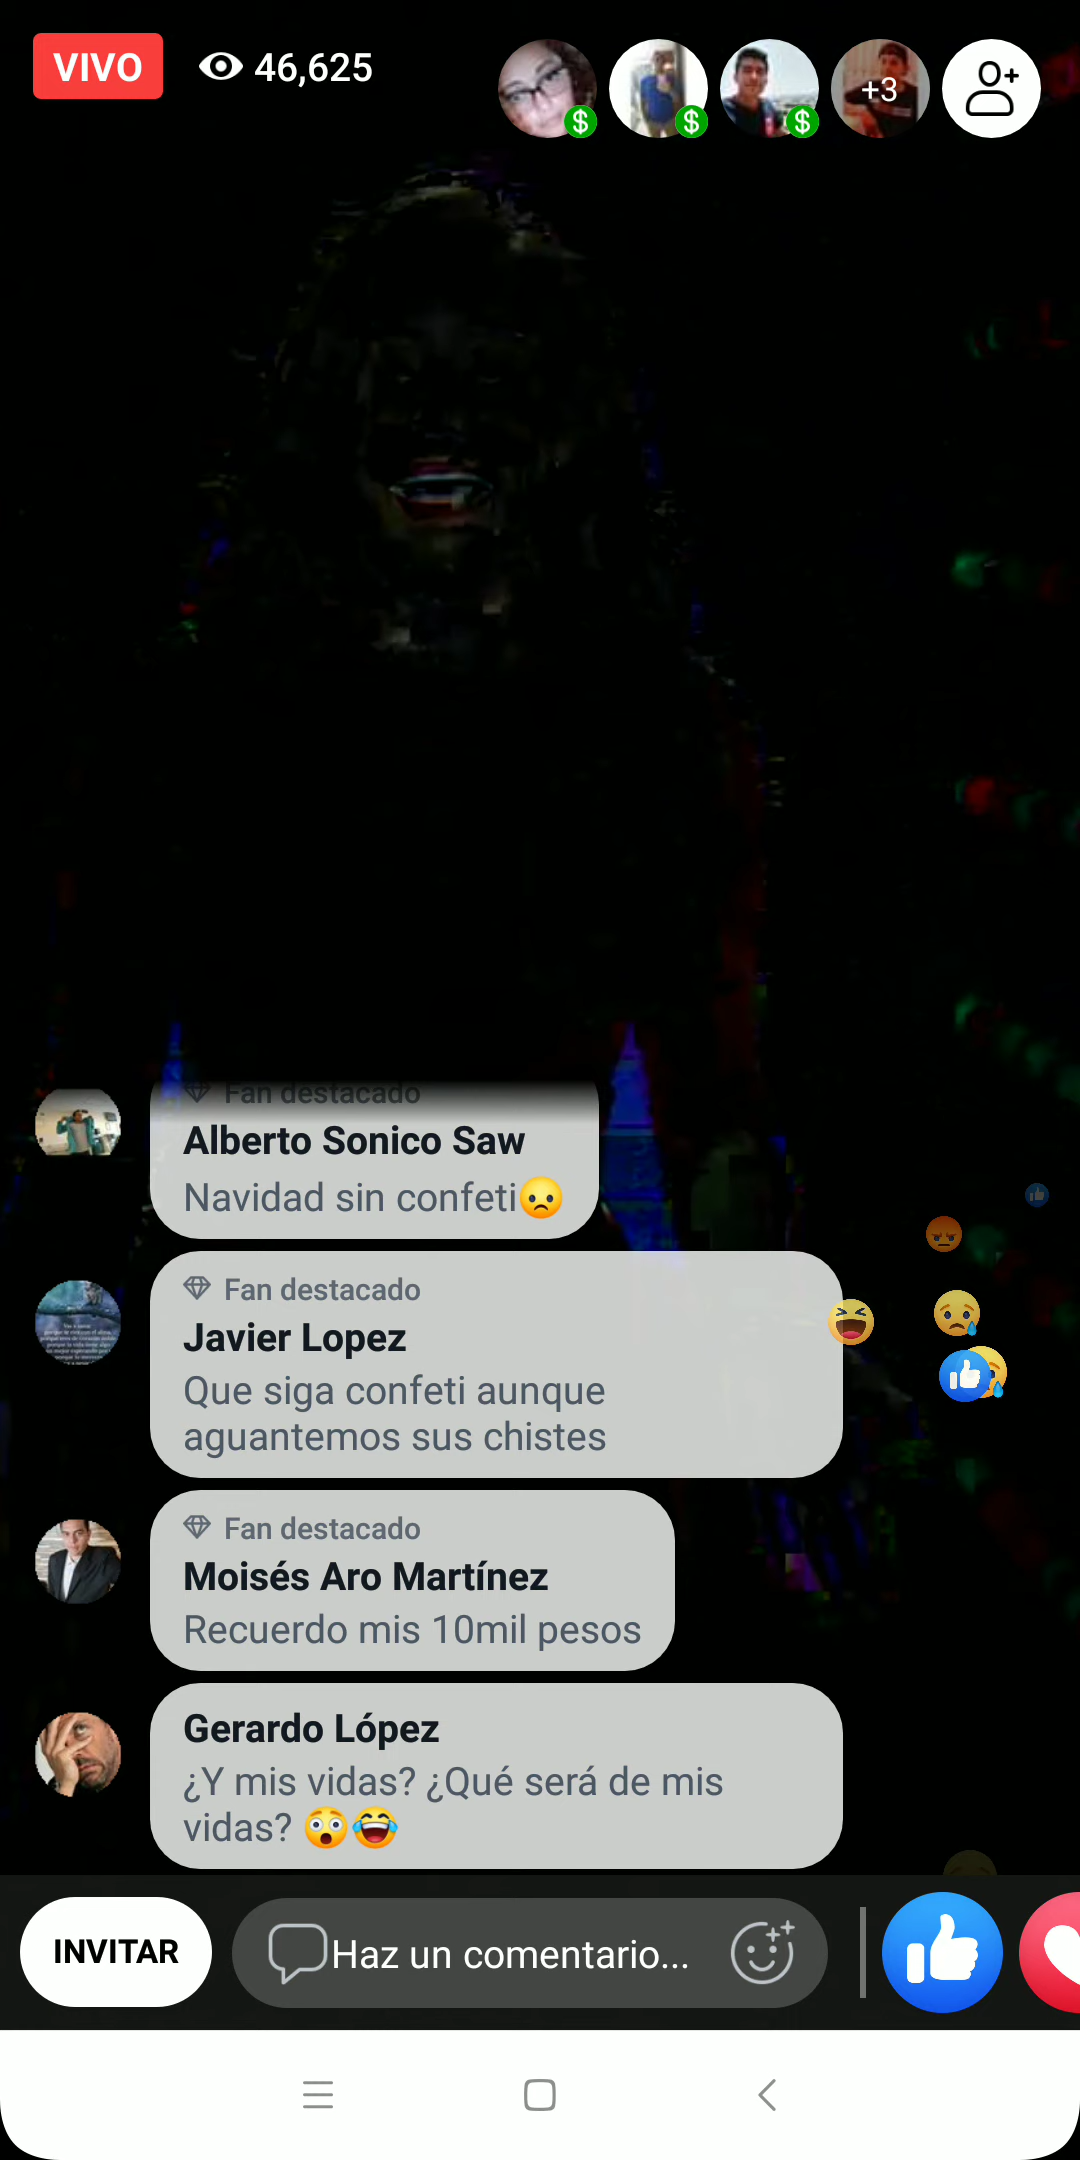 VIVO 46,625
+3
Fan destacado
Alberto Sonico Saw
Navidad sin confeti😞
Fan destacado
Javier Lopez
Que siga confeti aunque
aguantemos sus chistes
Fan destacado
Moisés Aro Martínez
Recuerdo mis 10mil pesos
Gerardo López
¿Y mis vidas? ¿Qué será de mis
vidas? 😳😂
INVITAR
Haz un comentario...